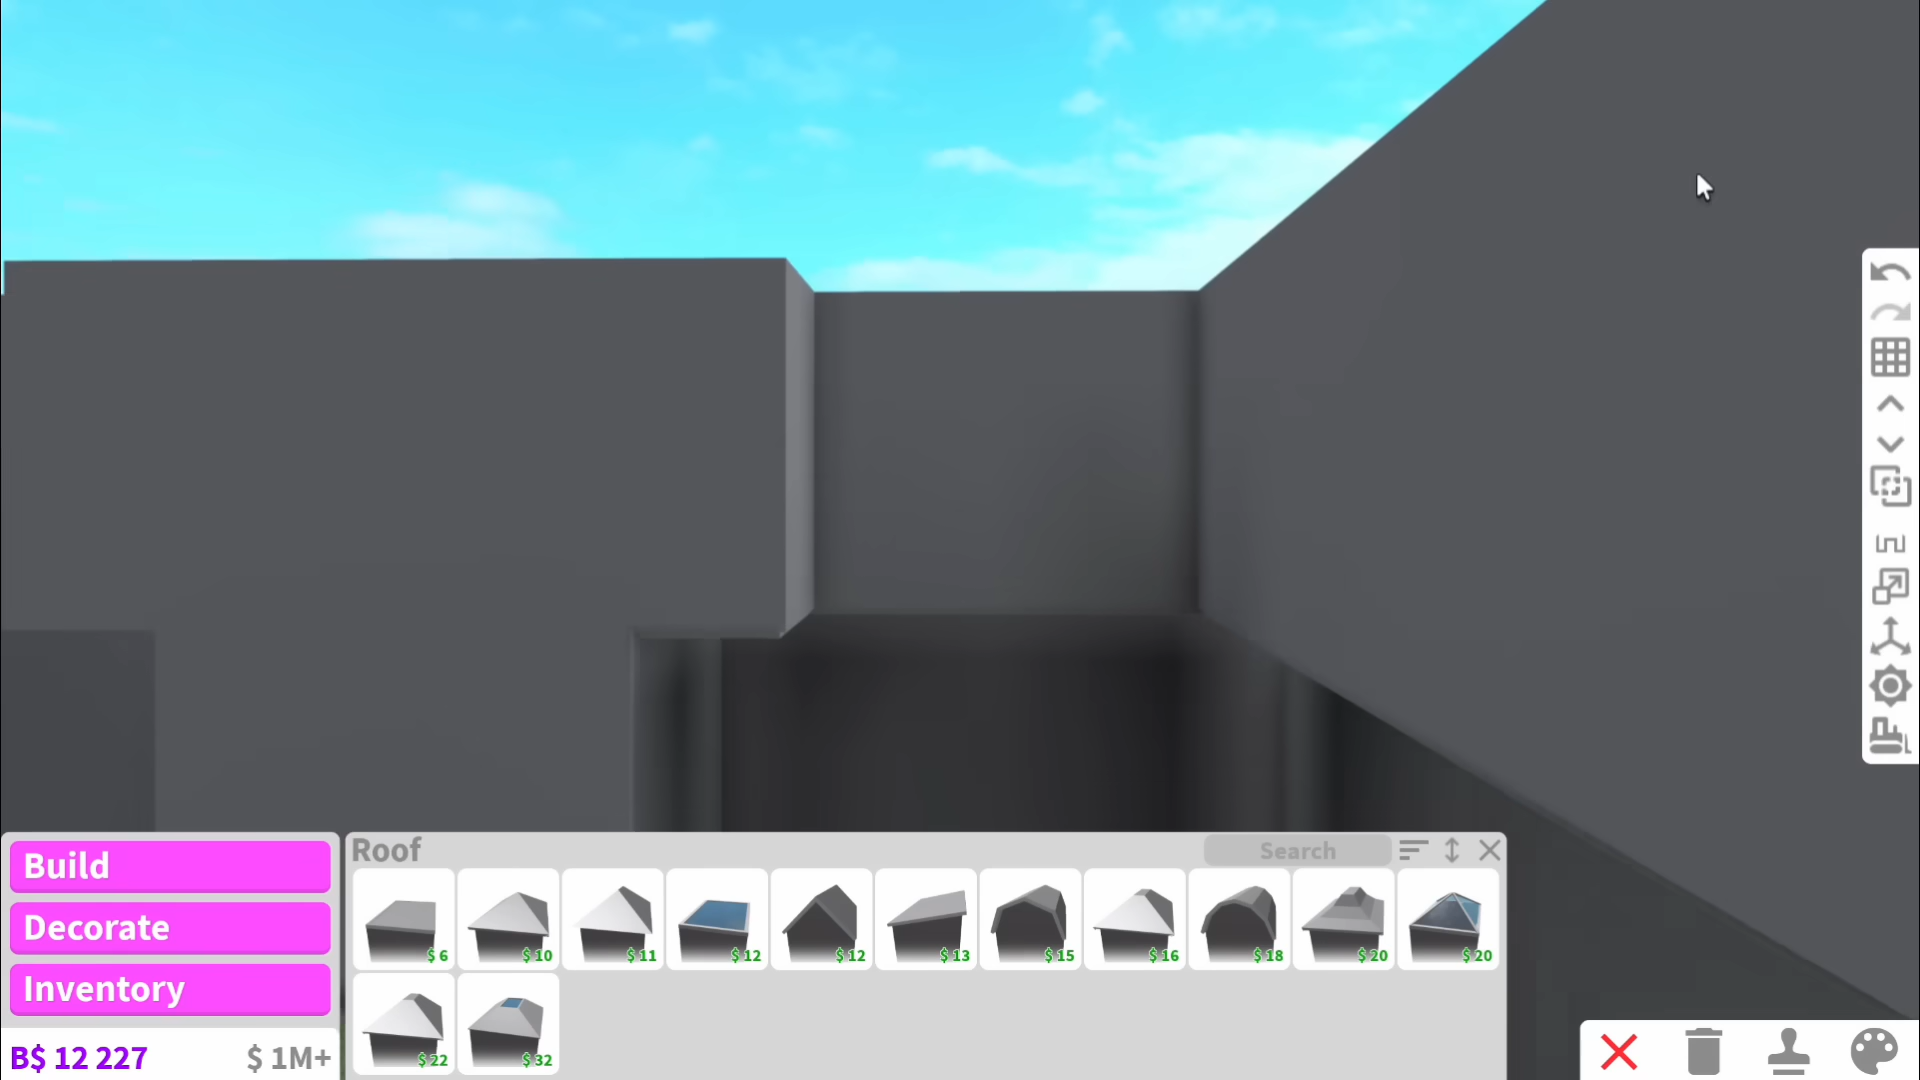 Build
Decorate
Inventory
B$ 12 227
$ 1M+
Roof
Search
$ 6
$ 10
$ 11
$ 12
$ 12
$ 13
$ 15
$ 16
$ 18
$ 20
$ 20
$ 22
$ 32